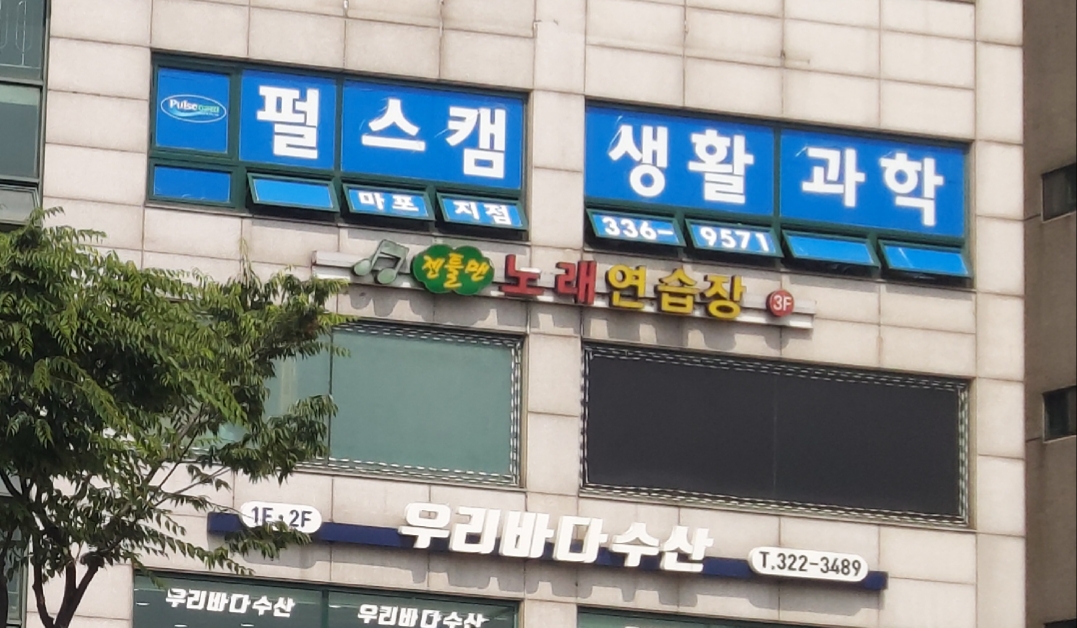 Pulse
펄스캠 생활과학
마포지점 336-9571
젠틀맨 노래연습장 3F
1F·2F 우리바다수산 T.322-3489
우리바다수산 우리바다수산